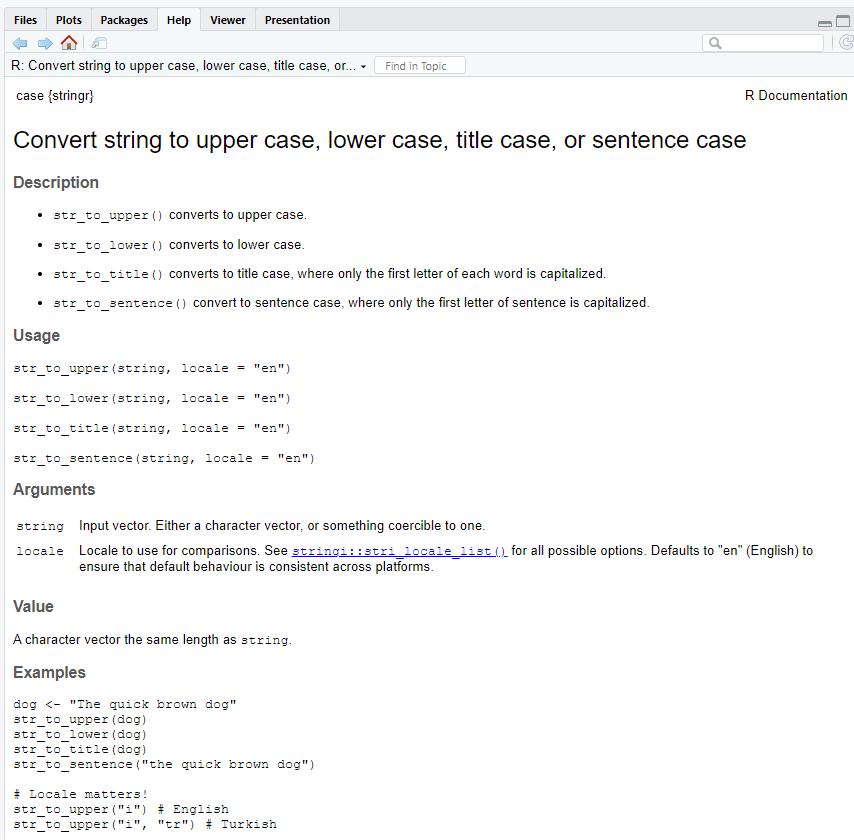 Files Plots Packages Help Viewer Presentation
R: Convert string to upper case, lower case, title case, or... Find in Topic
case {stringr} R Documentation
Convert string to upper case, lower case, title case, or sentence case
Description
• str_to_upper() converts to upper case.
• str_to_lower() converts to lower case.
• str_to_title() converts to title case, where only the first letter of each word is capitalized.
• str_to_sentence() convert to sentence case, where only the first letter of sentence is capitalized.
Usage
str_to_upper(string, locale = "en")
str_to_lower(string, locale = "en")
str_to_title(string, locale = "en")
str_to_sentence(string, locale = "en")
Arguments
string Input vector. Either a character vector, or something coercible to one.
locale Locale to use for comparisons. See stringi::stri_locale_list() for all possible options. Defaults to "en" (English) to
ensure that default behaviour is consistent across platforms.
Value
A character vector the same length as string.
Examples
dog <- "The quick brown dog"
str_to_upper(dog)
str_to_lower(dog)
str_to_title(dog)
str_to_sentence("the quick brown dog")
# Locale matters!
str_to_upper("i") # English
str_to_upper("i", "tr") # Turkish